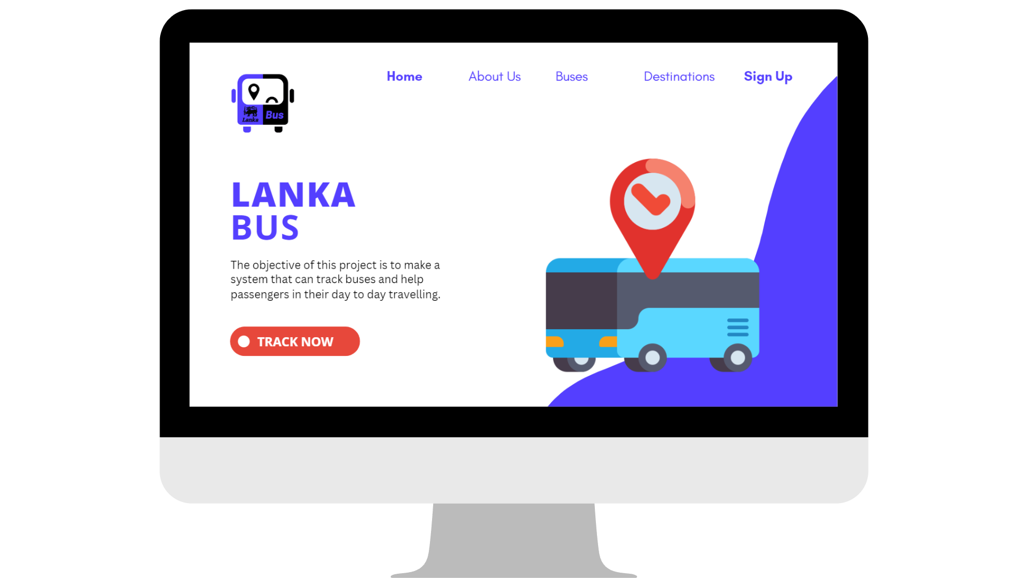 Home About Us Buses Destinations Sign Up
Lanka Bus
LANKA
BUS
The objective of this project is to make a
system that can track buses and help
passengers in their day to day travelling.
TRACK NOW